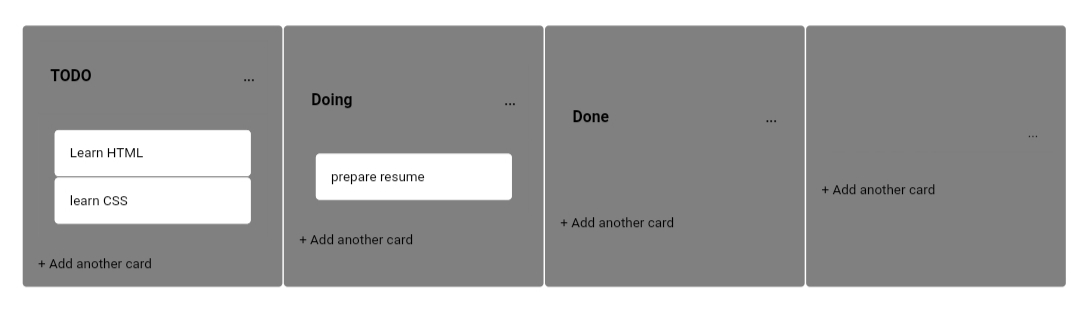 TODO ...
Learn HTML
learn CSS
+ Add another card
Doing ...
prepare resume
+ Add another card
Done ...
+ Add another card
...
+ Add another card